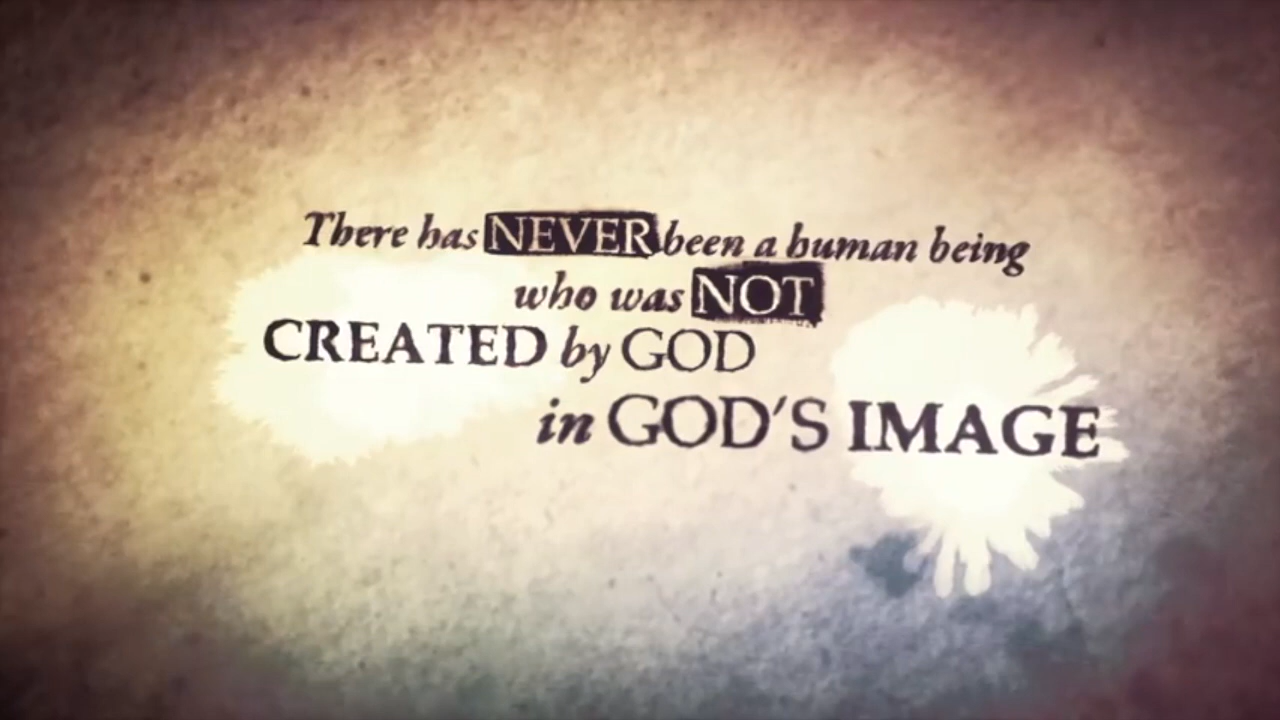 There has NEVER been a human being
who was NOT
CREATED by GOD
in GOD'S IMAGE